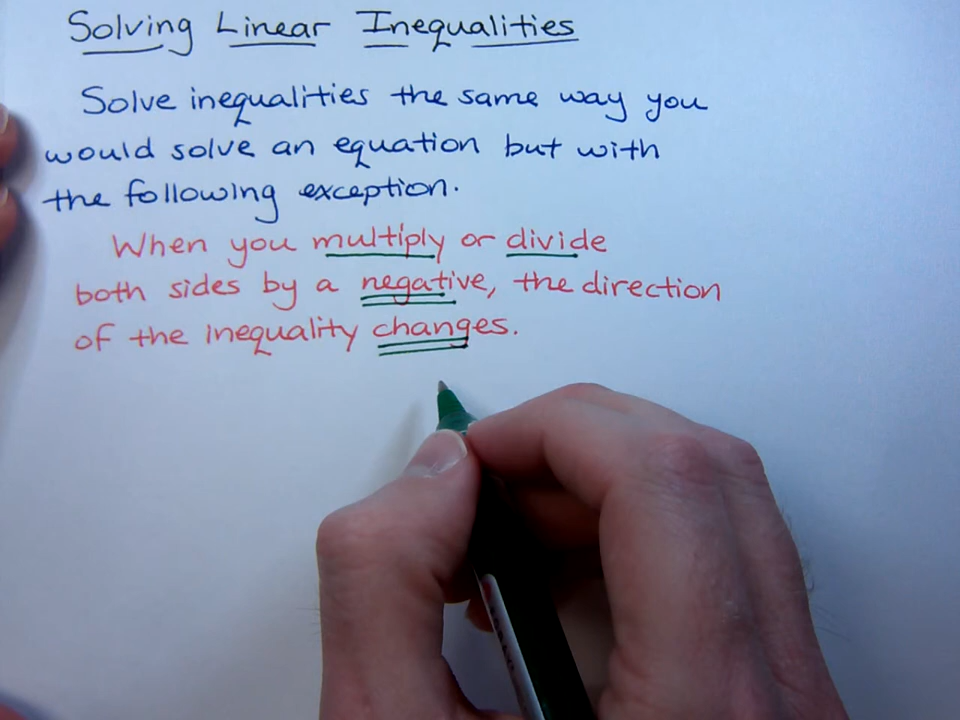 Solving Linear Inequalities
Solve inequalities the same way you
would solve an equation but with
the following exception.
When you multiply or divide
both sides by a negative, the direction
of the inequality changes.